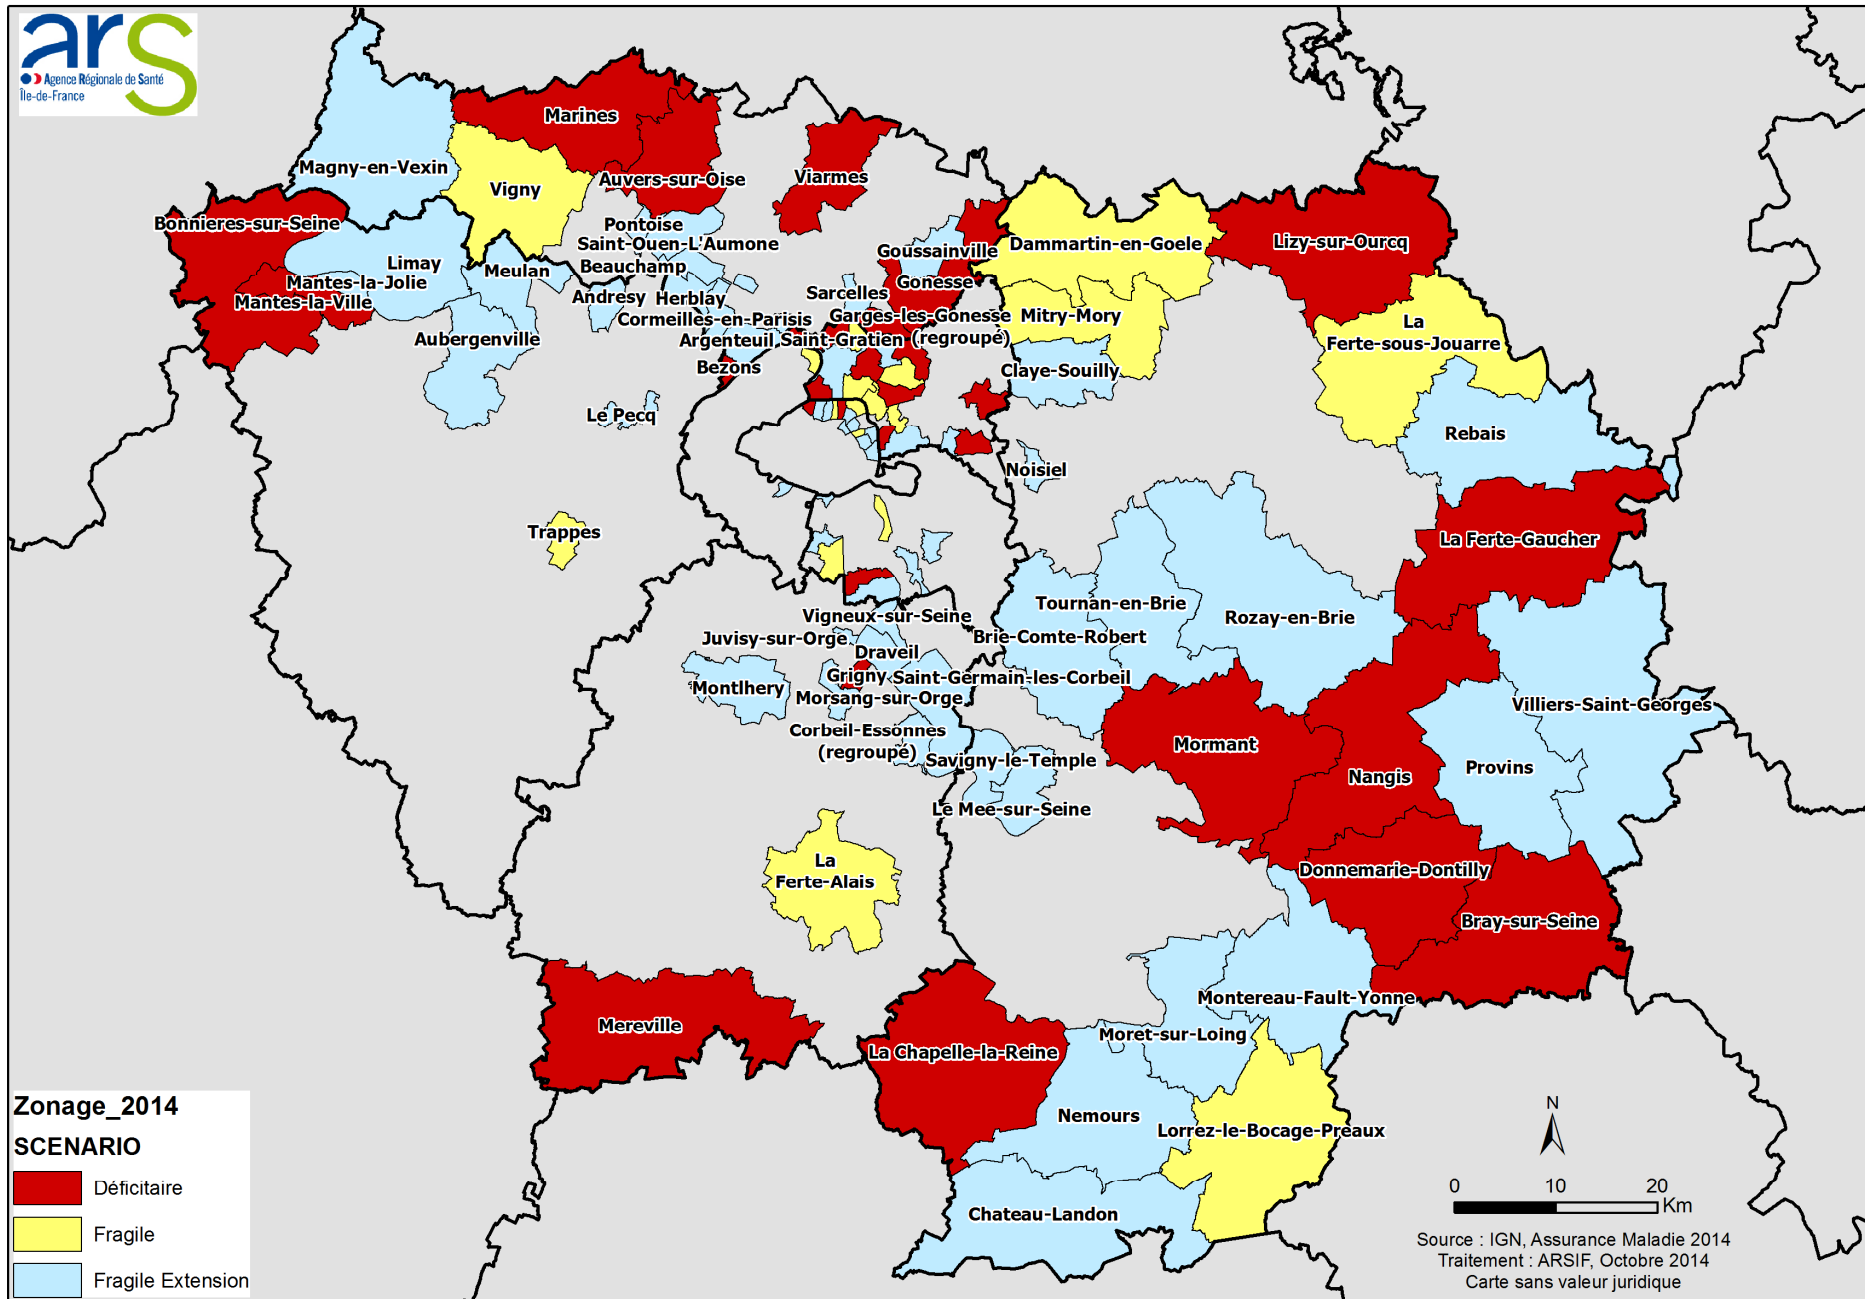 arS
Agence Régionale de Santé
Île-de-France
Marines
Magny-en-Vexin
Vigny
Auvers-sur-Oise
Viarmes
Bonnieres-sur-Seine
Pontoise
Saint-Ouen-L'Aumone
Goussainville
Dammartin-en-Goele
Lizy-sur-Ourcq
Limay
Meulan
Beauchamp
Mantes-la-Jolie
Gonesse
Mantes-la-Ville
Andresy
Herblay
Sarcelles
Cormeilles-en-Parisis
Garges-les-Gonesse
(regroupé)
Mitry-Mory
La
Ferte-sous-Jouarre
Aubergenville
Argenteuil
Saint-Gratien
Bezons
Claye-Souilly
Le Pecq
Rebais
Noisiel
Trappes
La Ferte-Gaucher
Vigneux-sur-Seine
Tournan-en-Brie
Rozay-en-Brie
Juvisy-sur-Orge
Brie-Comte-Robert
Draveil
Grigny
Saint-Germain-les-Corbeil
Montlhery
Morsang-sur-Orge
Villiers-Saint-Georges
Corbeil-Essonnes
(regroupé)
Mormant
Savigny-le-Temple
Nangis
Provins
Le Mee-sur-Seine
La
Ferte-Alais
Donnemarie-Dontilly
Bray-sur-Seine
Montereau-Fault-Yonne
Mereville
Moret-sur-Loing
La Chapelle-la-Reine
Nemours
Lorrez-le-Bocage-Preaux
Chateau-Landon
Zonage_2014
SCENARIO
Déficitaire
Fragile
Fragile Extension
N
0 10 20
Km
Source : IGN, Assurance Maladie 2014
Traitement : ARSIF, Octobre 2014
Carte sans valeur juridique